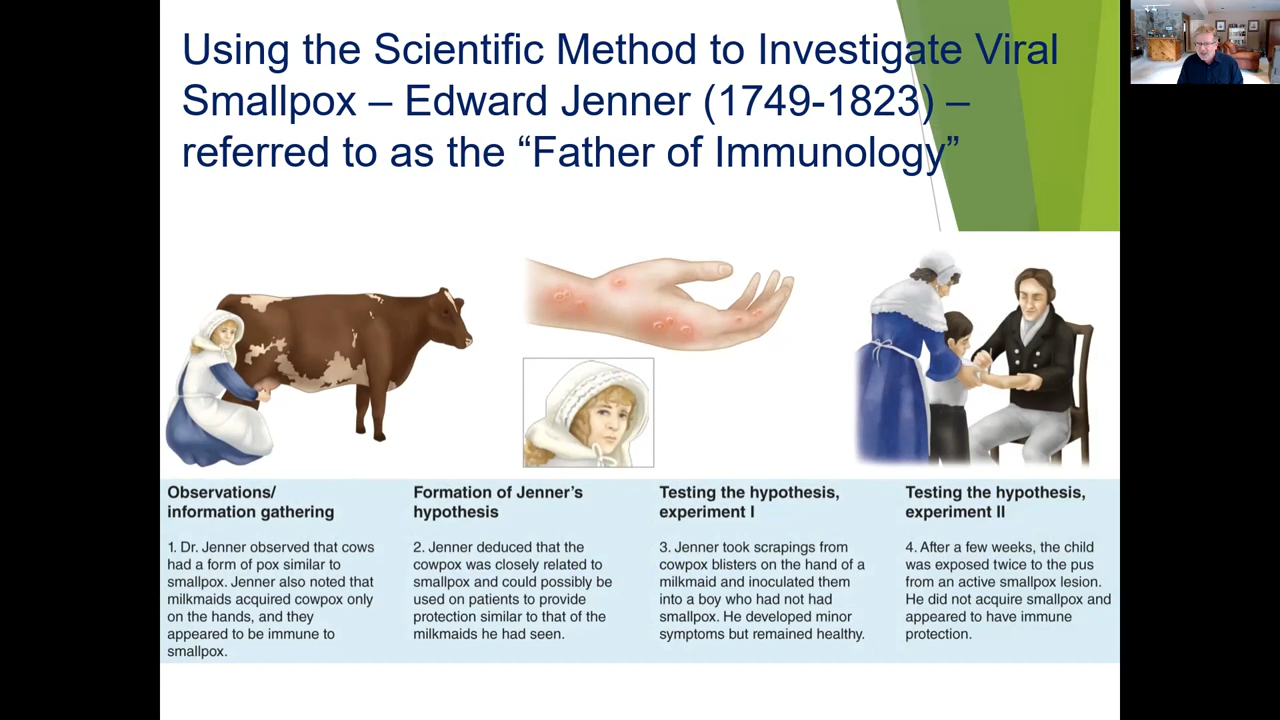 Using the Scientific Method to Investigate Viral
Smallpox – Edward Jenner (1749-1823) –
referred to as the “Father of Immunology”
Observations/
information gathering
1. Dr. Jenner observed that cows
had a form of pox similar to
smallpox. Jenner also noted that
milkmaids acquired cowpox only
on the hands, and they
appeared to be immune to
smallpox.
Formation of Jenner’s
hypothesis
2. Jenner deduced that the
cowpox was closely related to
smallpox and could possibly be
used on patients to provide
protection similar to that of the
milkmaids he had seen.
Testing the hypothesis,
experiment I
3. Jenner took scrapings from
cowpox blisters on the hand of a
milkmaid and inoculated them
into a boy who had not had
smallpox. He developed minor
symptoms but remained healthy.
Testing the hypothesis,
experiment II
4. After a few weeks, the child
was exposed twice to the pus
from an active smallpox lesion.
He did not acquire smallpox and
appeared to have immune
protection.